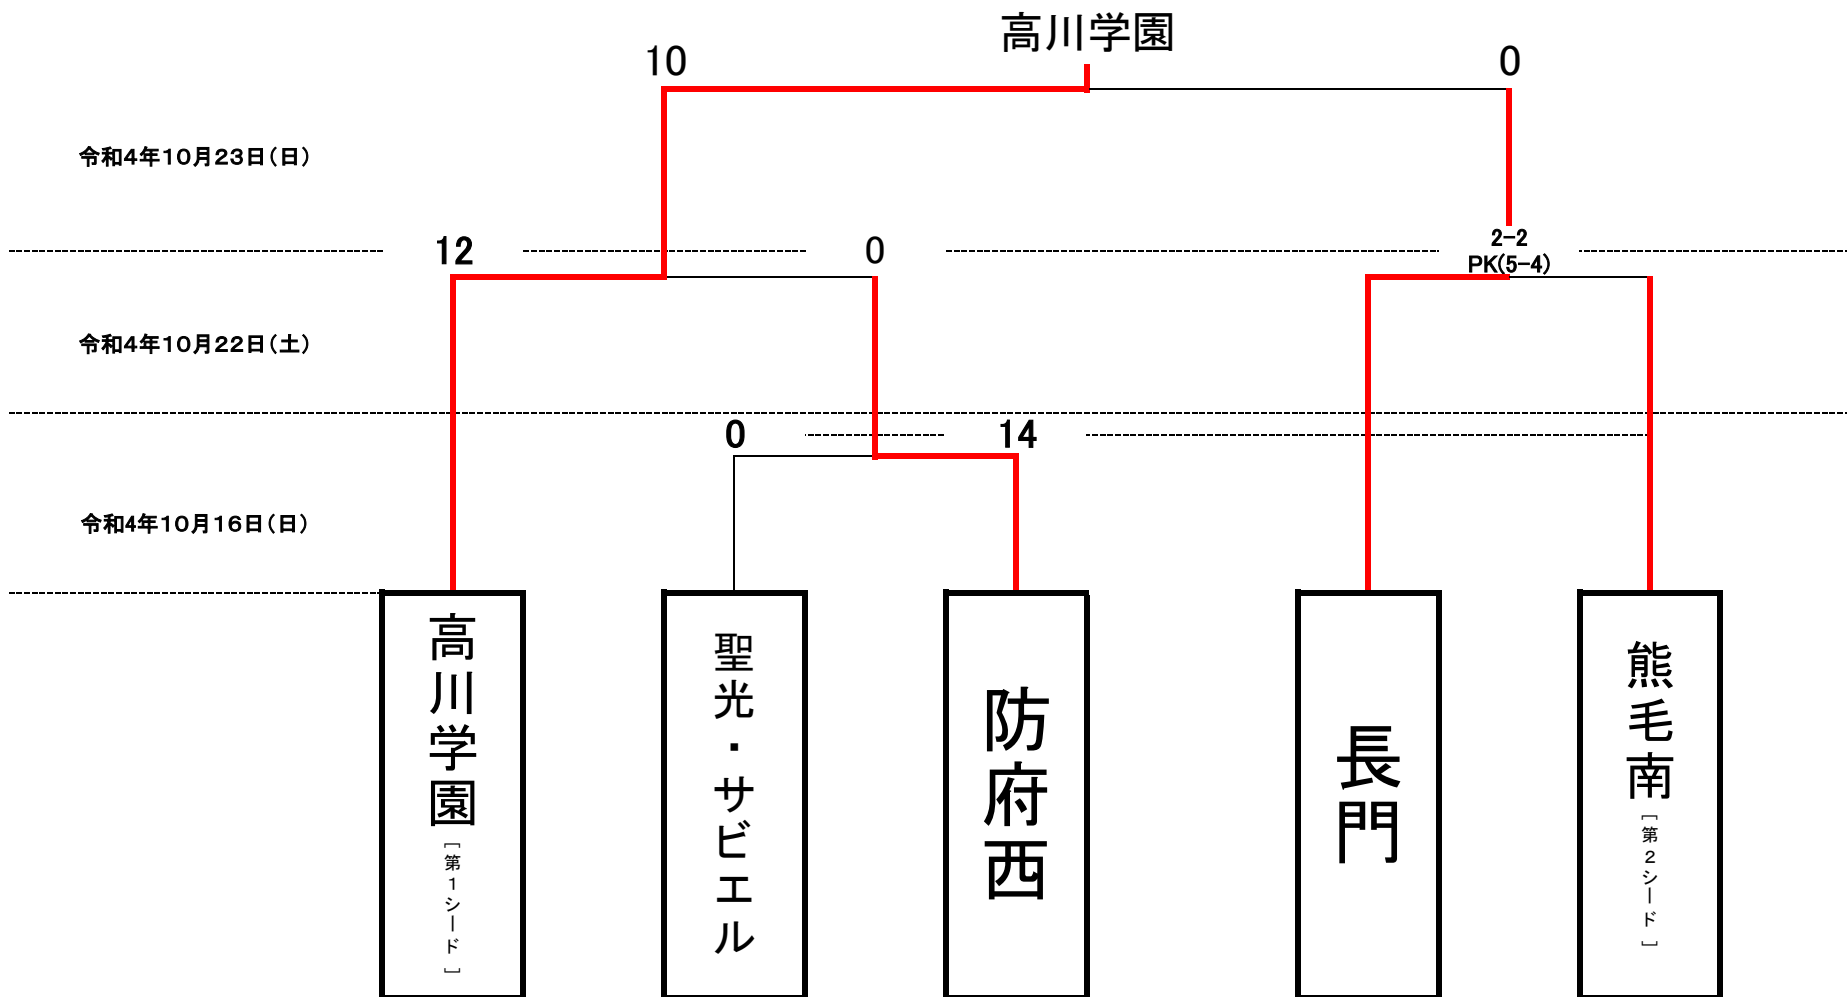 高川学園
10
0
令和4年10月23日(日)
12
0
2-2
PK(5-4)
令和4年10月22日(土)
0
14
令和4年10月16日(日)
高川学園[第1シード]
聖光・サビエル
防府西
長門
熊毛南[第2シード]